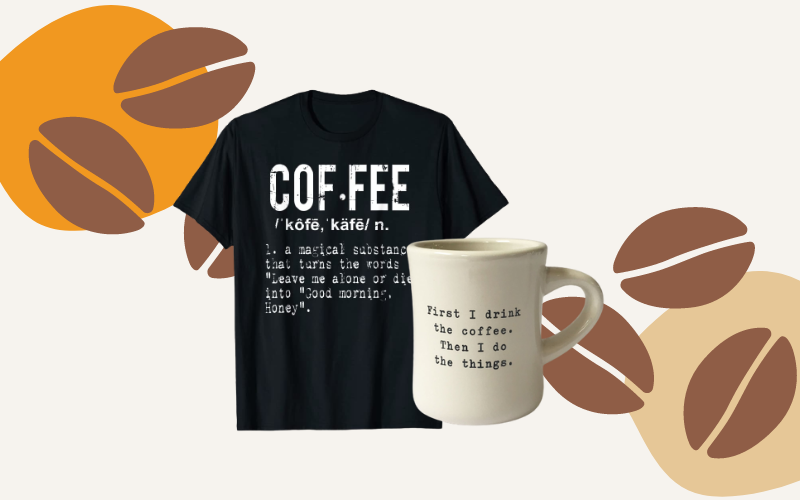 COF·FEE
/ˈkôfē,ˈkäfē/ n.
1. a magical substance
that turns the words
"Leave me alone or die
into "Good morning,
Honey".
First I drink
the coffee.
Then I do
the things.